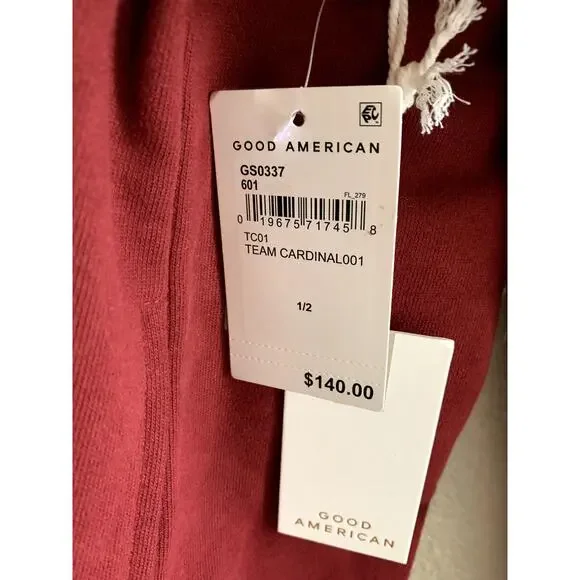 GOOD AMERICAN
GS0337
601
FL_279
0 19675 71745 8
TC01
TEAM CARDINAL001
1/2
$140.00
GOOD
AMERICAN